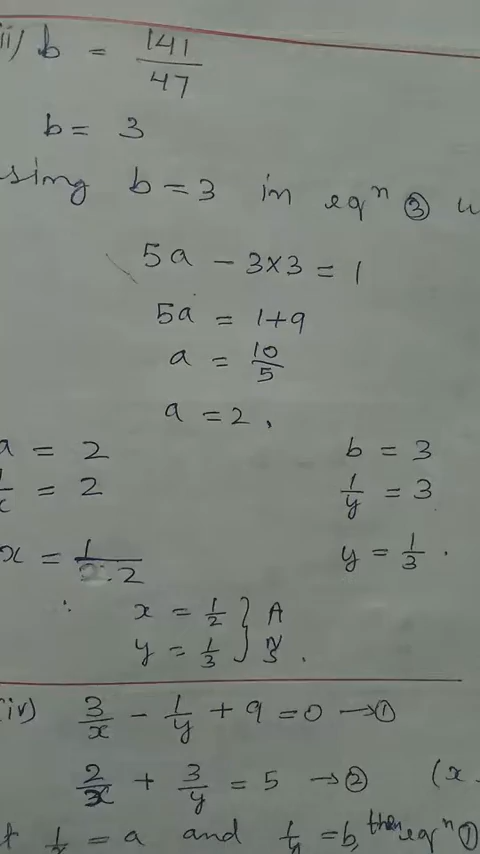 ii) b = 141/47
b = 3
using b = 3 in eqⁿ ③
5a - 3×3 = 1
5a = 1+9
a = 10/5
a = 2,
a = 2 b = 3
1/x = 2 1/y = 3
x = 1/2 y = 1/3 .
∴ x = 1/2 } A
y = 1/3 } S .
(iv) 3/x - 1/y + 9 = 0 → ①
2/x + 3/y = 5 → ② (x
= a and 1/y = b, then eqⁿ ①